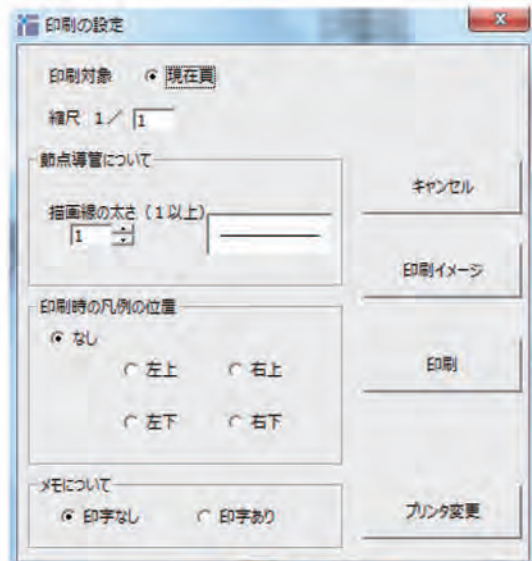 印刷の設定
印刷対象 現在頁
縮尺 1／ 1
節点導管について
描画線の太さ（１以上）
1
キャンセル
印刷イメージ
印刷時の凡例の位置
なし
左上 右上
左下 右下
印刷
メモについて
印字なし 印字あり
プリンタ変更